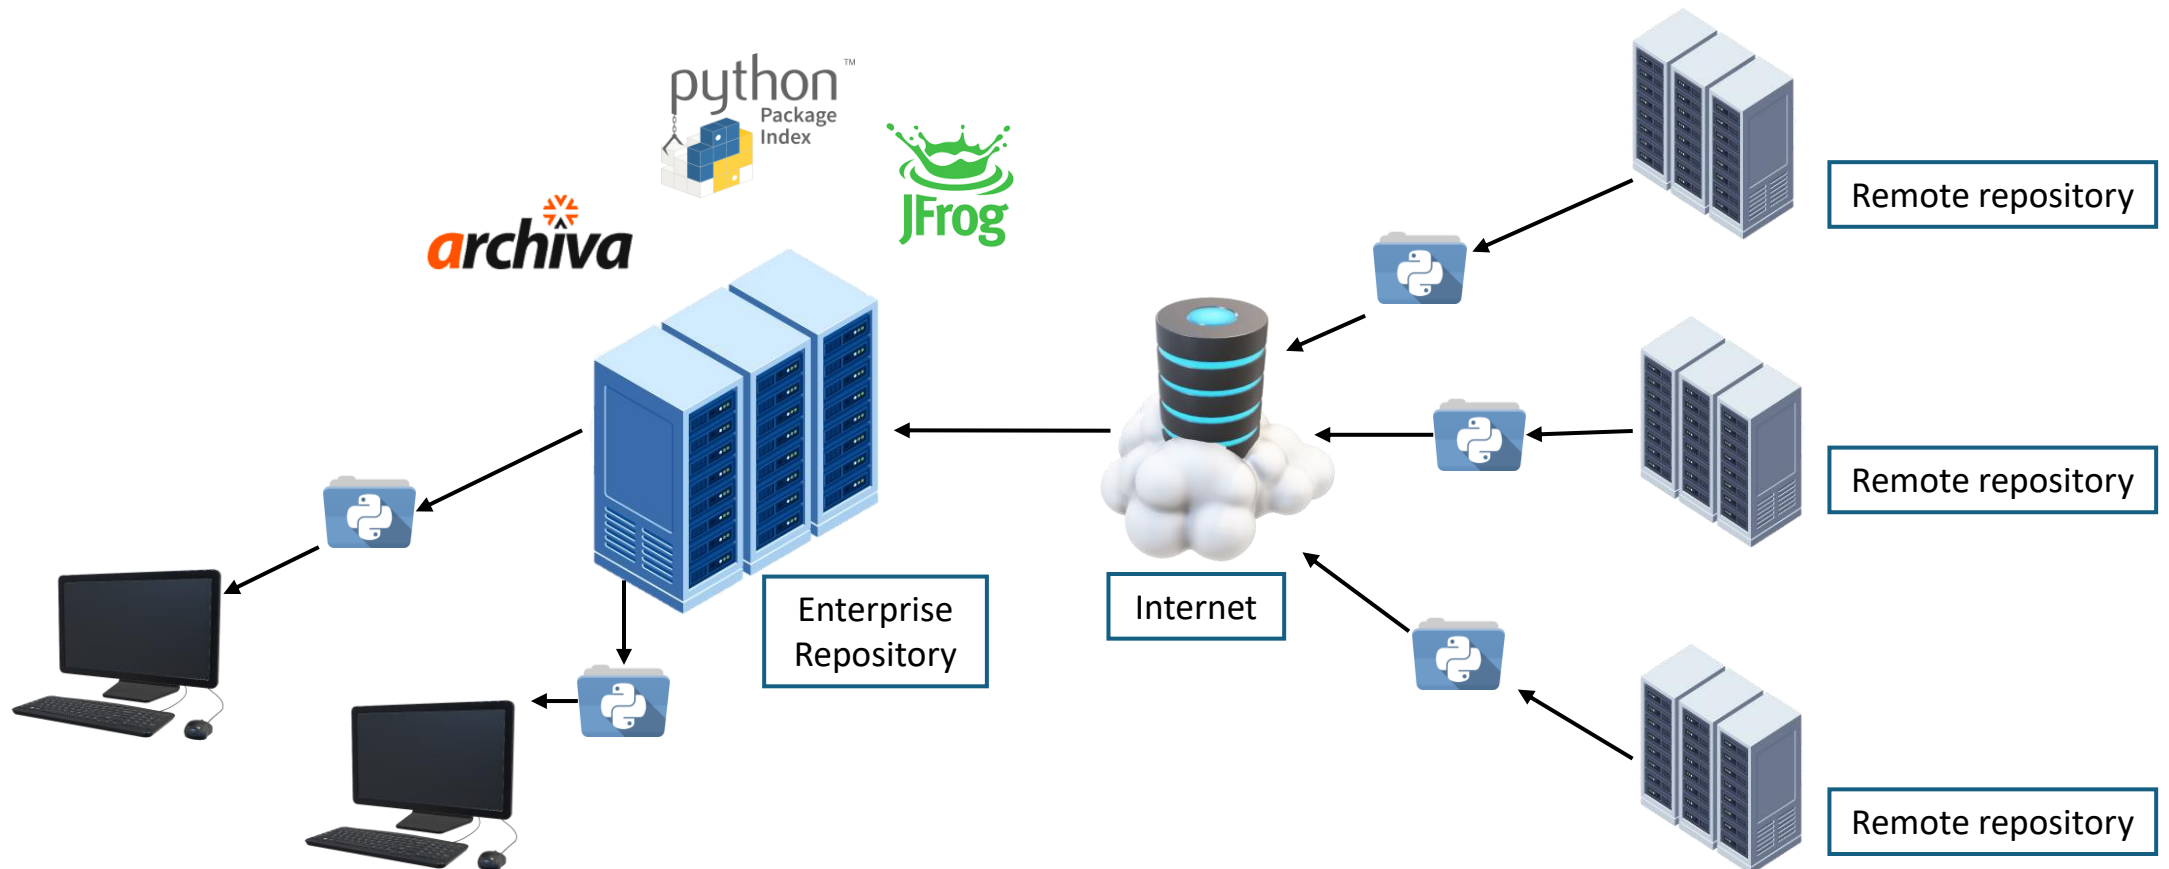 python™
Package
Index
JFrog
archiva
Remote repository
Remote repository
Internet
Enterprise
Repository
Remote repository